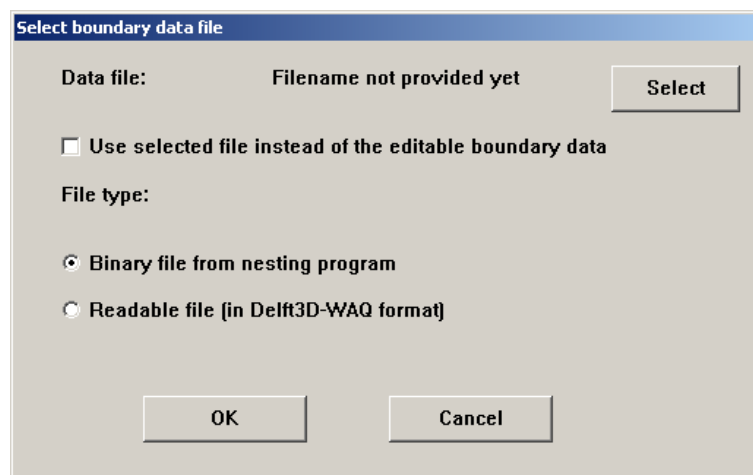 Select boundary data file
Data file: Filename not provided yet Select
Use selected file instead of the editable boundary data
File type:
Binary file from nesting program
Readable file (in Delft3D-WAQ format)
OK Cancel